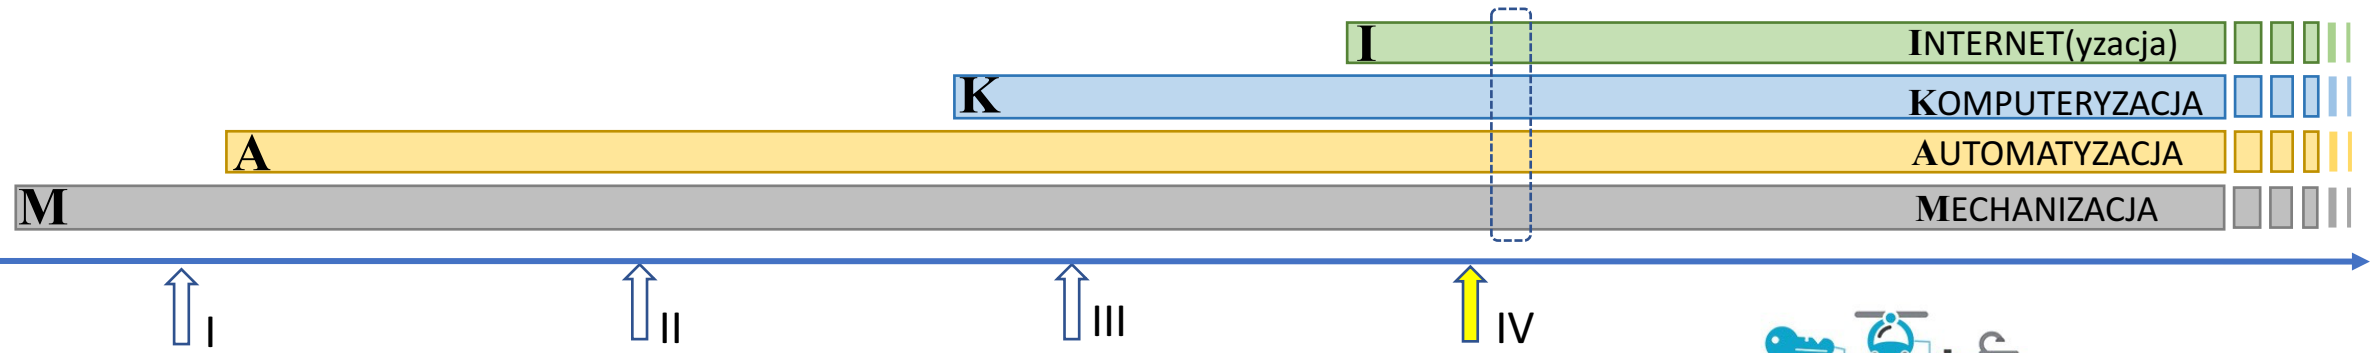 I INTERNET(yzacja)
K KOMPUTERYZACJA
A AUTOMATYZACJA
M MECHANIZACJA
I II III IV